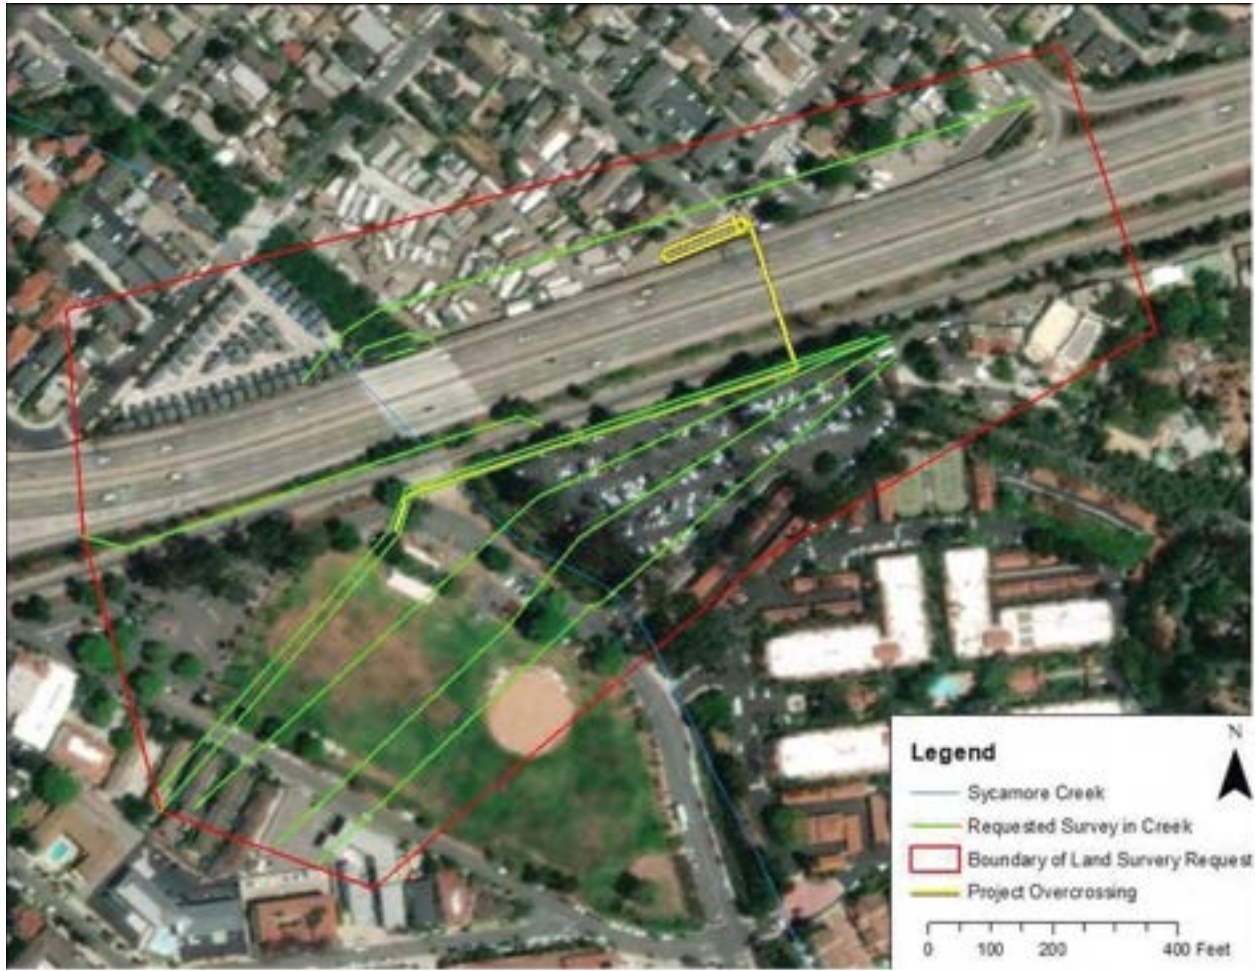 N
Legend
Sycamore Creek
Requested Survey in Creek
Boundary of Land Survery Request
Project Overcrossing
0 100 200 400 Feet